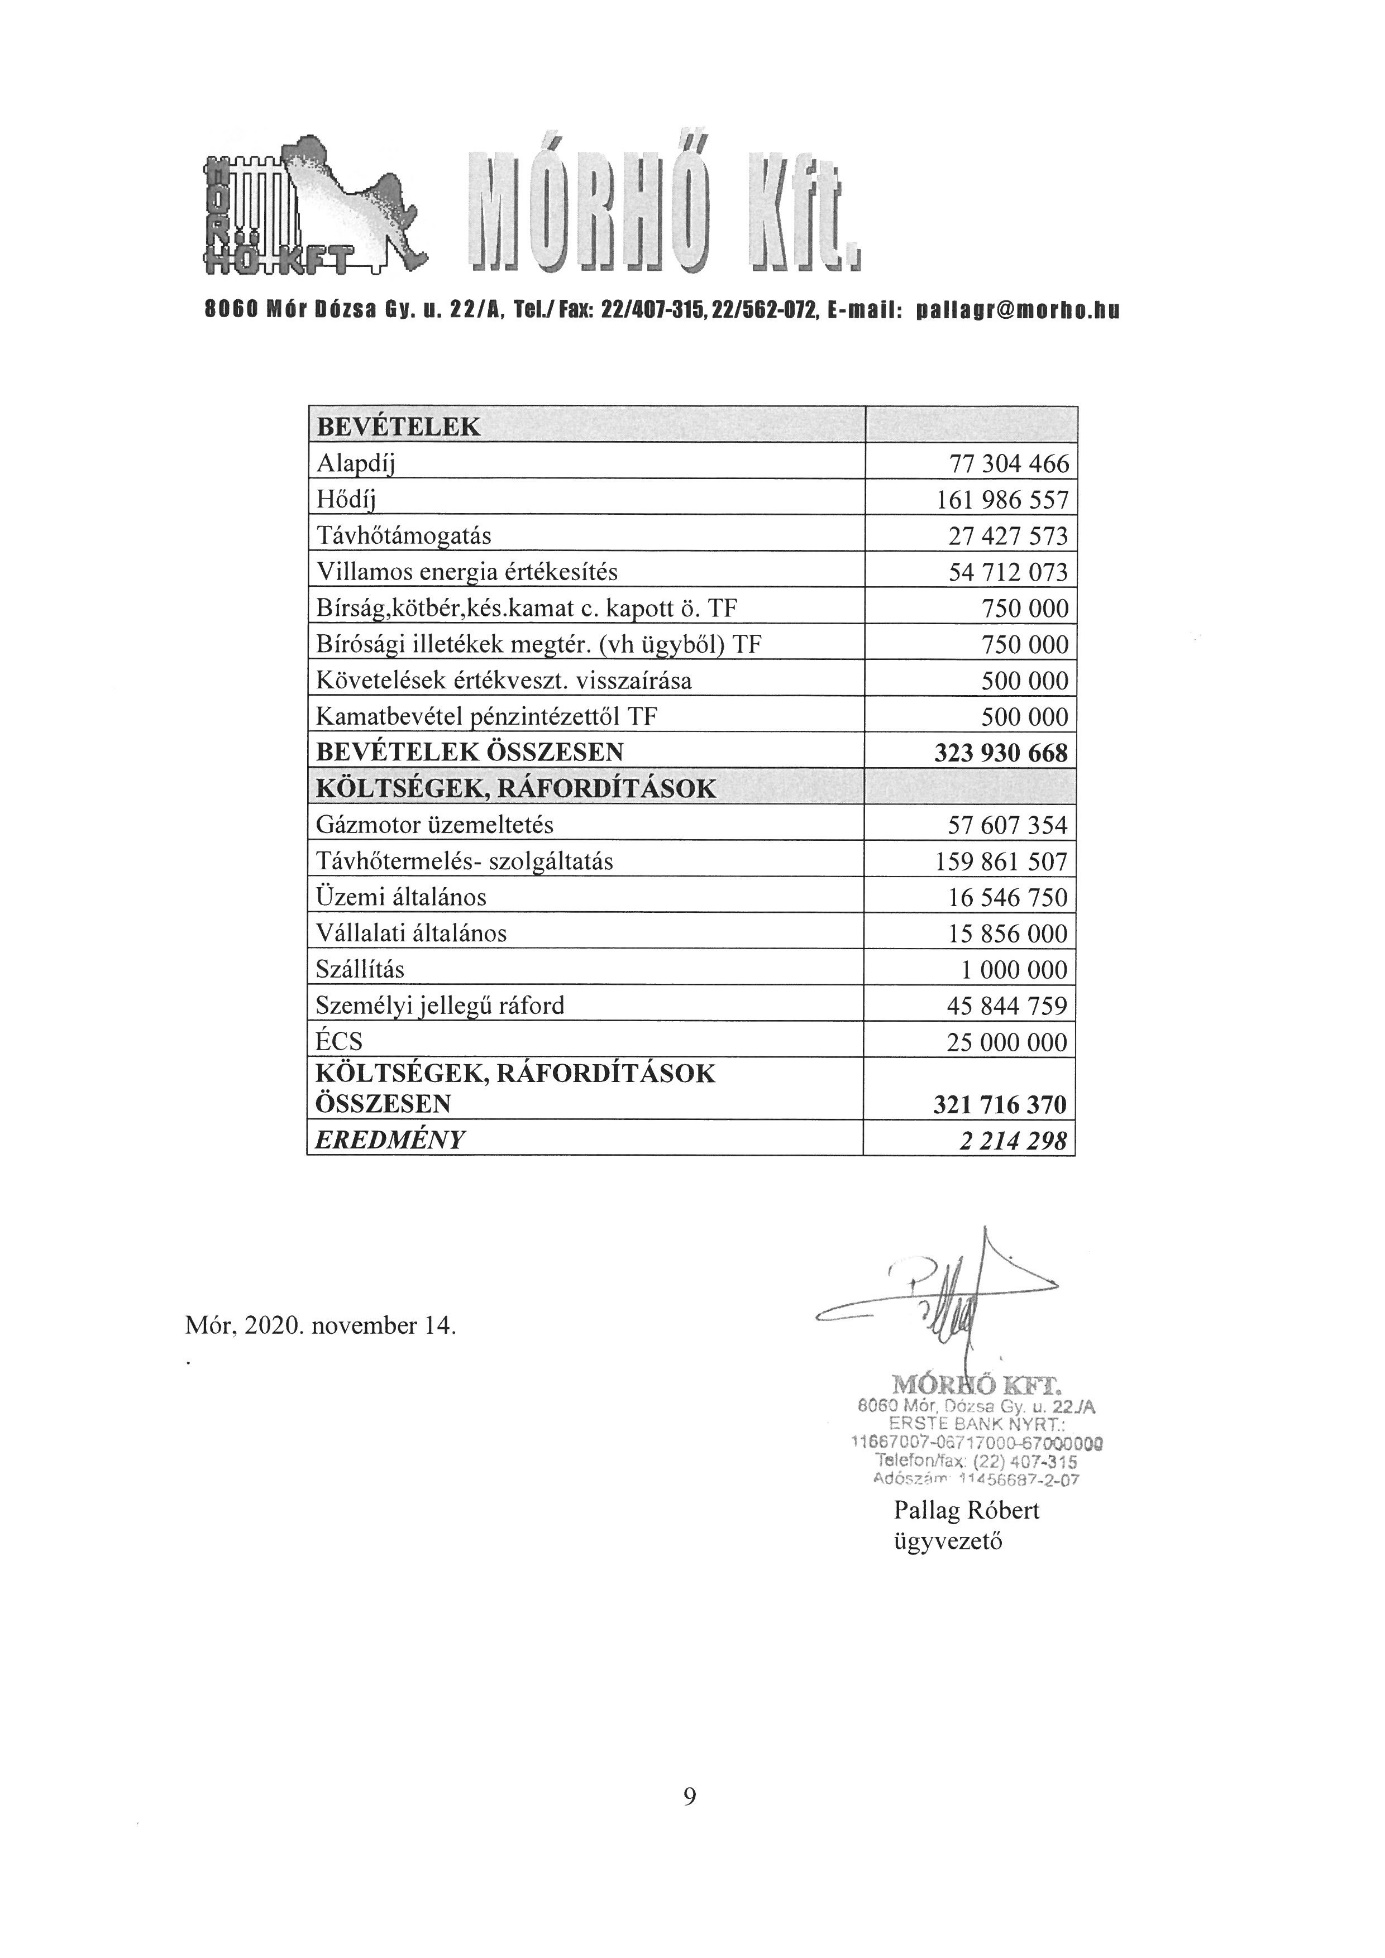 MÓRHŐ KFT
MÓRHŐ Kft.
8060 Mór Dózsa Gy. u. 22/A, Tel./ Fax: 22/407-315, 22/562-072, E-mail: pallagr@morho.hu
BEVÉTELEK
Alapdíj 77 304 466
Hődíj 161 986 557
Távhőtámogatás 27 427 573
Villamos energia értékesítés 54 712 073
Bírság,kötbér,kés.kamat c. kapott ö. TF 750 000
Bírósági illetékek megtér. (vh ügyből) TF 750 000
Követelések értékveszt. visszaírása 500 000
Kamatbevétel pénzintézettől TF 500 000
BEVÉTELEK ÖSSZESEN 323 930 668
KÖLTSÉGEK, RÁFORDÍTÁSOK
Gázmotor üzemeltetés 57 607 354
Távhőtermelés- szolgáltatás 159 861 507
Üzemi általános 16 546 750
Vállalati általános 15 856 000
Szállítás 1 000 000
Személyi jellegű ráford 45 844 759
ÉCS 25 000 000
KÖLTSÉGEK, RÁFORDÍTÁSOK
ÖSSZESEN 321 716 370
EREDMÉNY 2 214 298
Mór, 2020. november 14.
MÓRHŐ KFT.
8060 Mór, Dózsa Gy. u. 22./A
ERSTE BANK NYRT.:
11667007-06717000-67000000
Telefon/fax: (22) 407-315
Adószám: 11456687-2-07
Pallag Róbert
ügyvezető
9